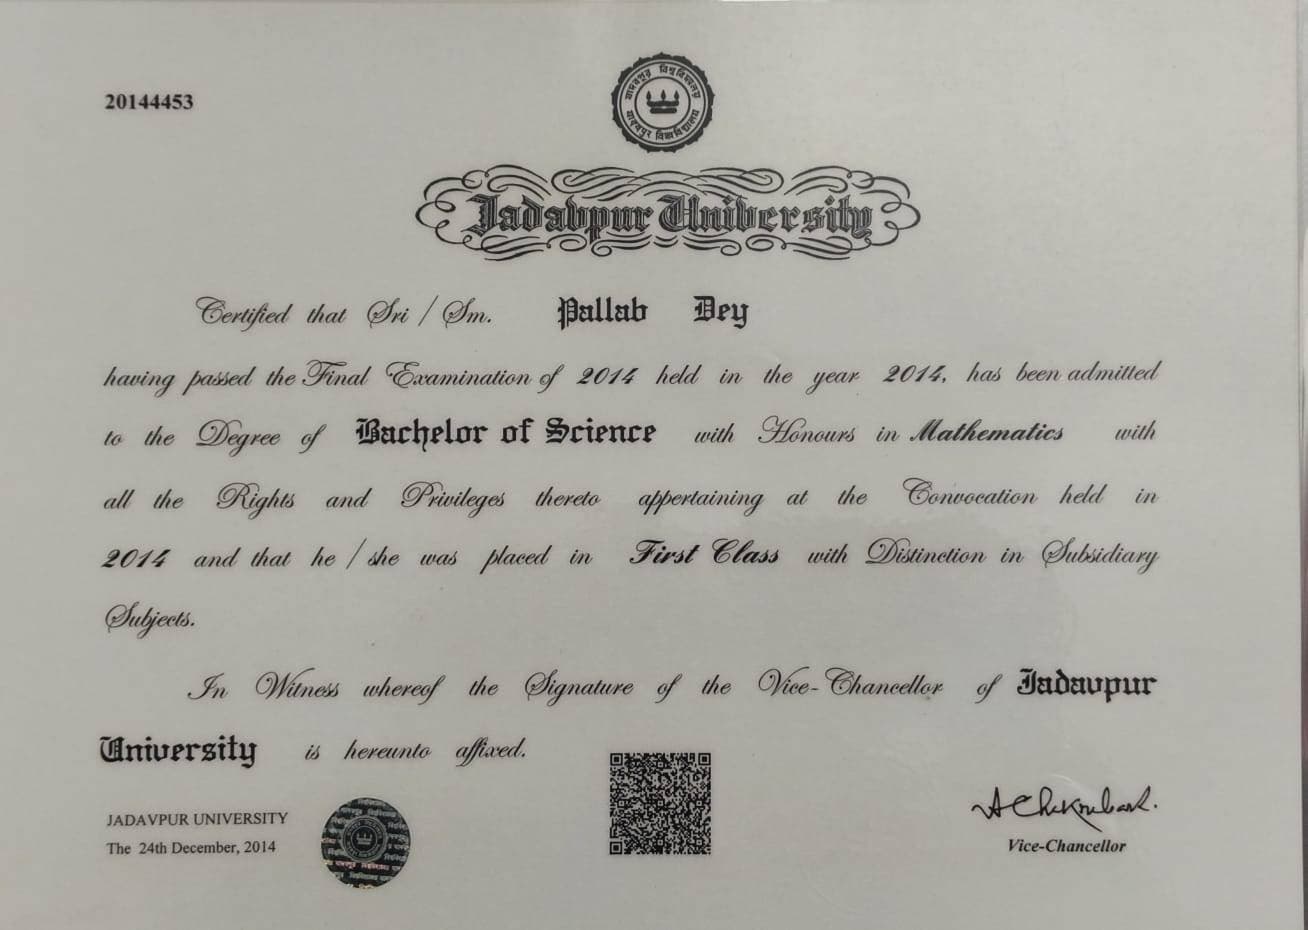 20144453
যাদবপুর বিশ্ববিদ্যালয়
Jadavpur University
Certified that Sri / Sm. Pallab Dey
having passed the Final Examination of 2014 held in the year 2014, has been admitted
to the Degree of Bachelor of Science with Honours in Mathematics with
all the Rights and Privileges thereto appertaining at the Convocation held in
2014 and that he / she was placed in First Class with Distinction in Subsidiary
Subjects.
In Witness whereof the Signature of the Vice-Chancellor of Jadavpur
University is hereunto affixed.
JADAVPUR UNIVERSITY
The 24th December, 2014
Vice-Chancellor